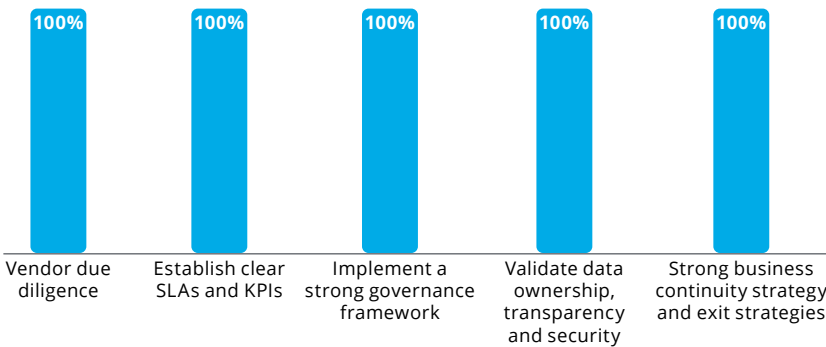 100%
100%
100%
100%
100%
Vendor due
diligence
Establish clear
SLAs and KPIs
Implement a
strong governance
framework
Validate data
ownership,
transparency
and security
Strong business
continuity strategy
and exit strategies